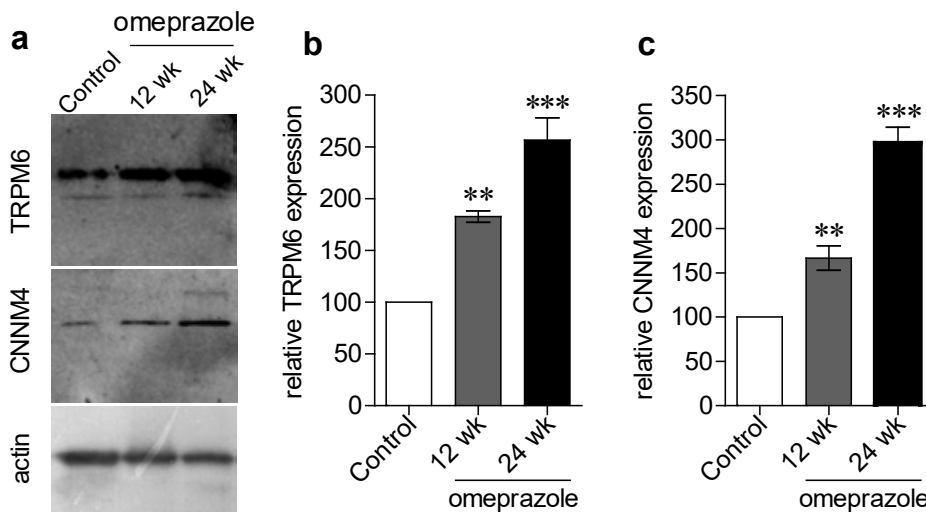 a
omeprazole
Control
12 wk
24 wk
TRPM6
CNNM4
actin
b
relative TRPM6 expression
300
250
200
150
100
50
0
**
***
Control
12 wk
24 wk
omeprazole
c
relative CNNM4 expression
350
300
250
200
150
100
50
0
**
***
Control
12 wk
24 wk
omeprazole